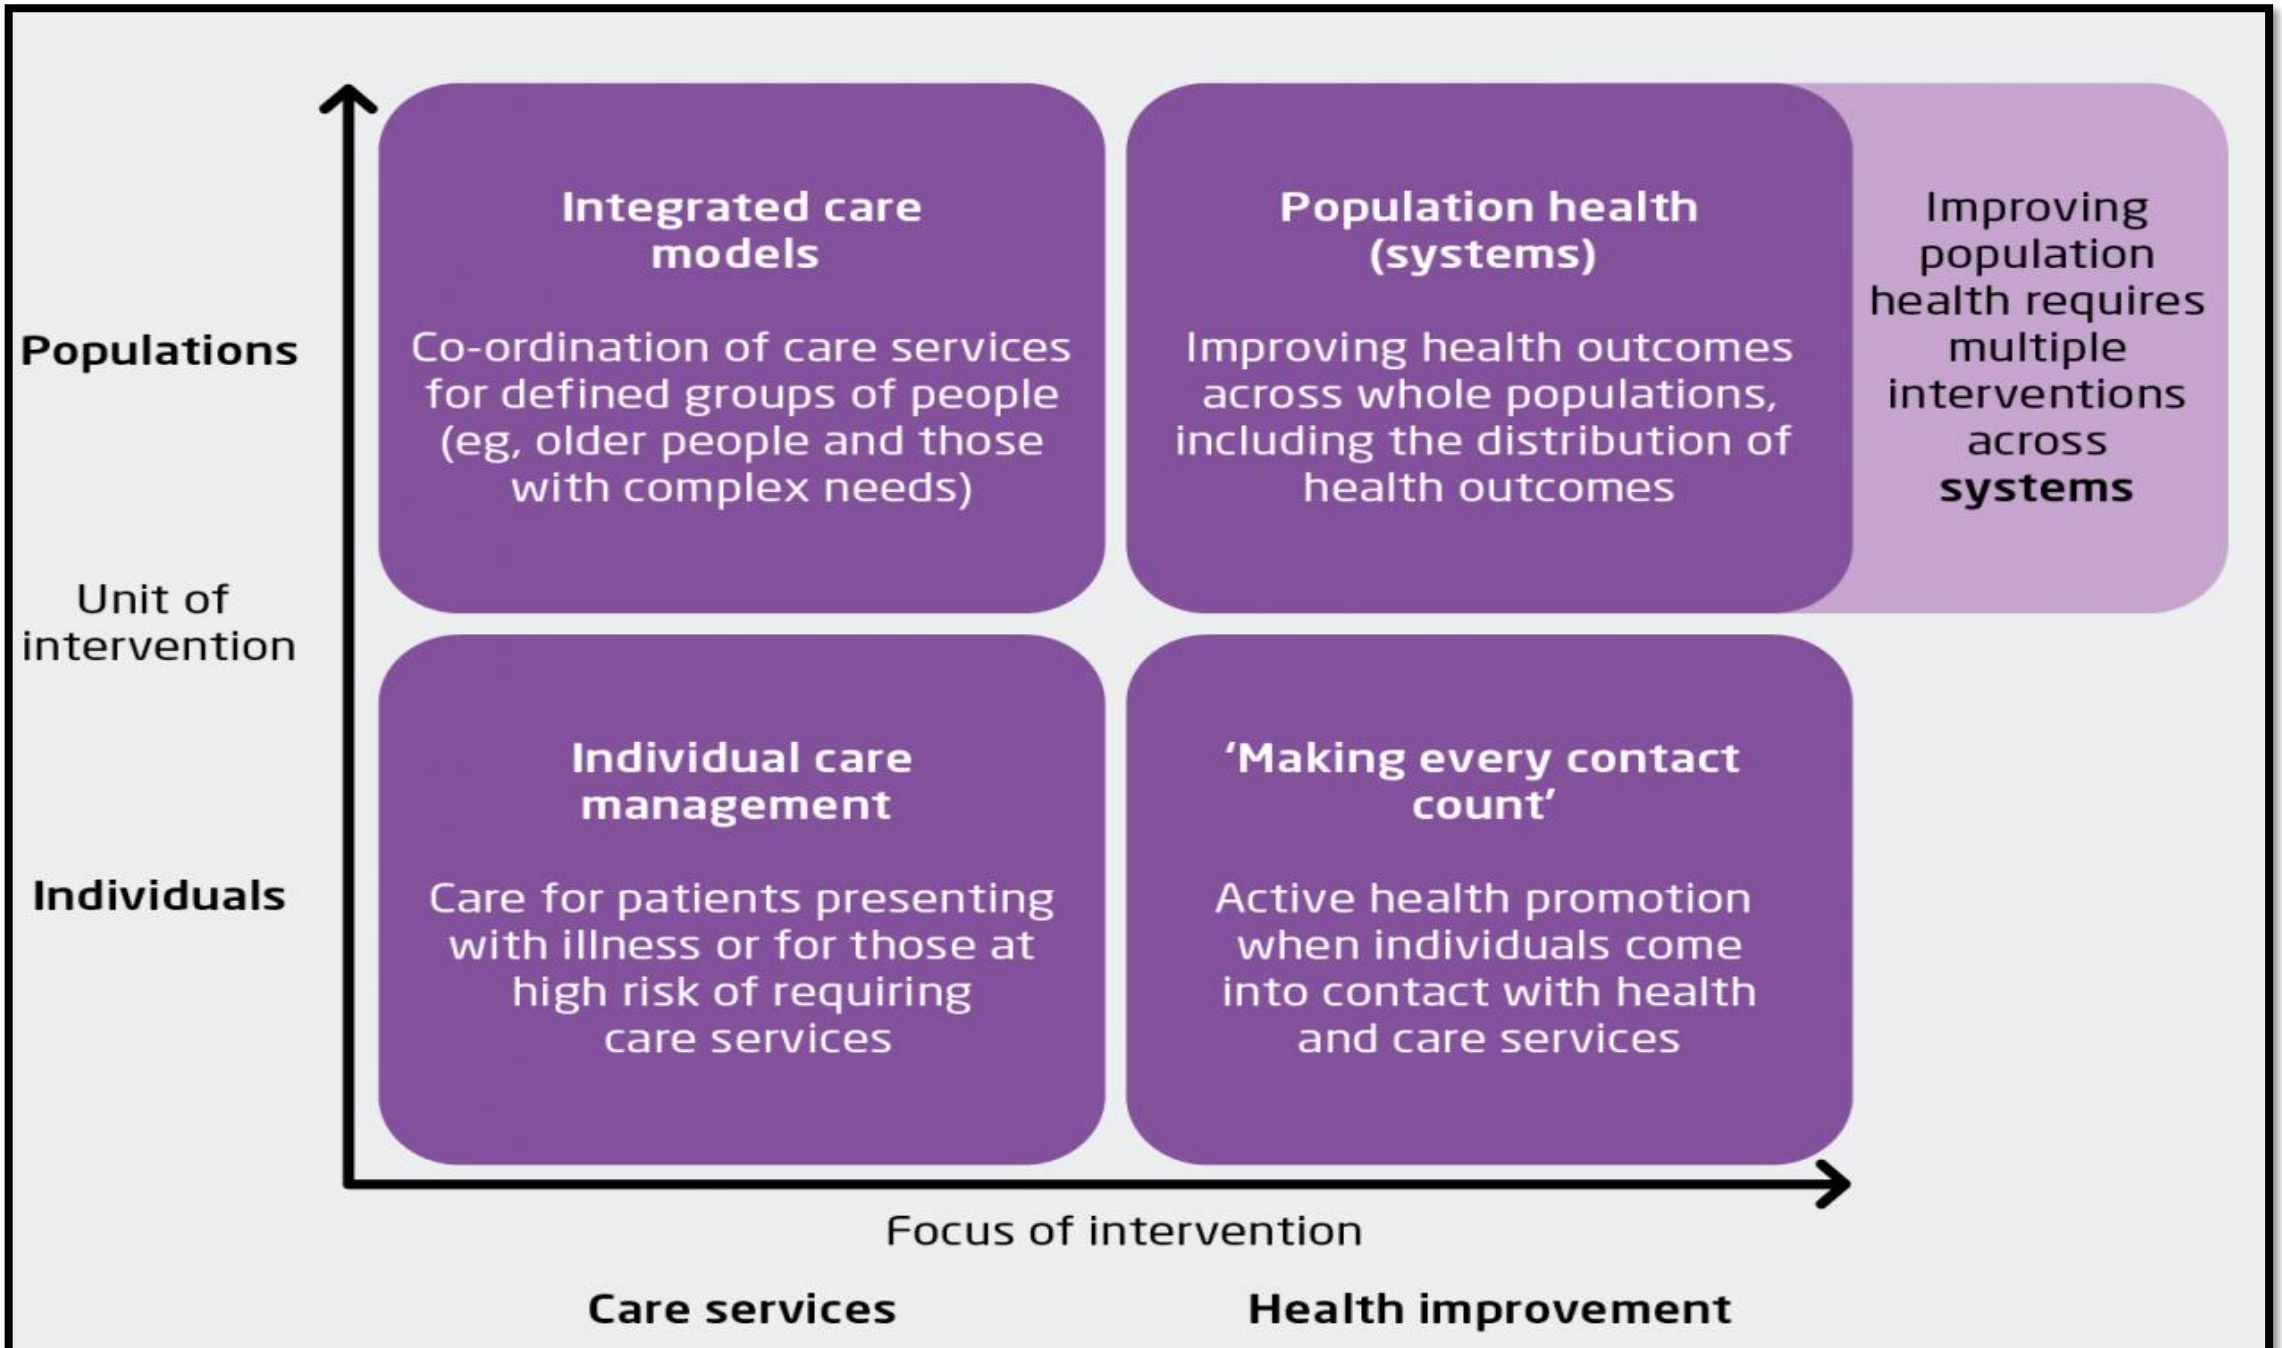 Integrated care
models
Co-ordination of care services
for defined groups of people
(eg, older people and those
with complex needs)
Population health
(systems)
Improving health outcomes
across whole populations,
including the distribution of
health outcomes
Improving
population
health requires
multiple
interventions
across
systems
Populations
Unit of
intervention
Individuals
Individual care
management
Care for patients presenting
with illness or for those at
high risk of requiring
care services
‘Making every contact
count’
Active health promotion
when individuals come
into contact with health
and care services
Focus of intervention
Care services
Health improvement